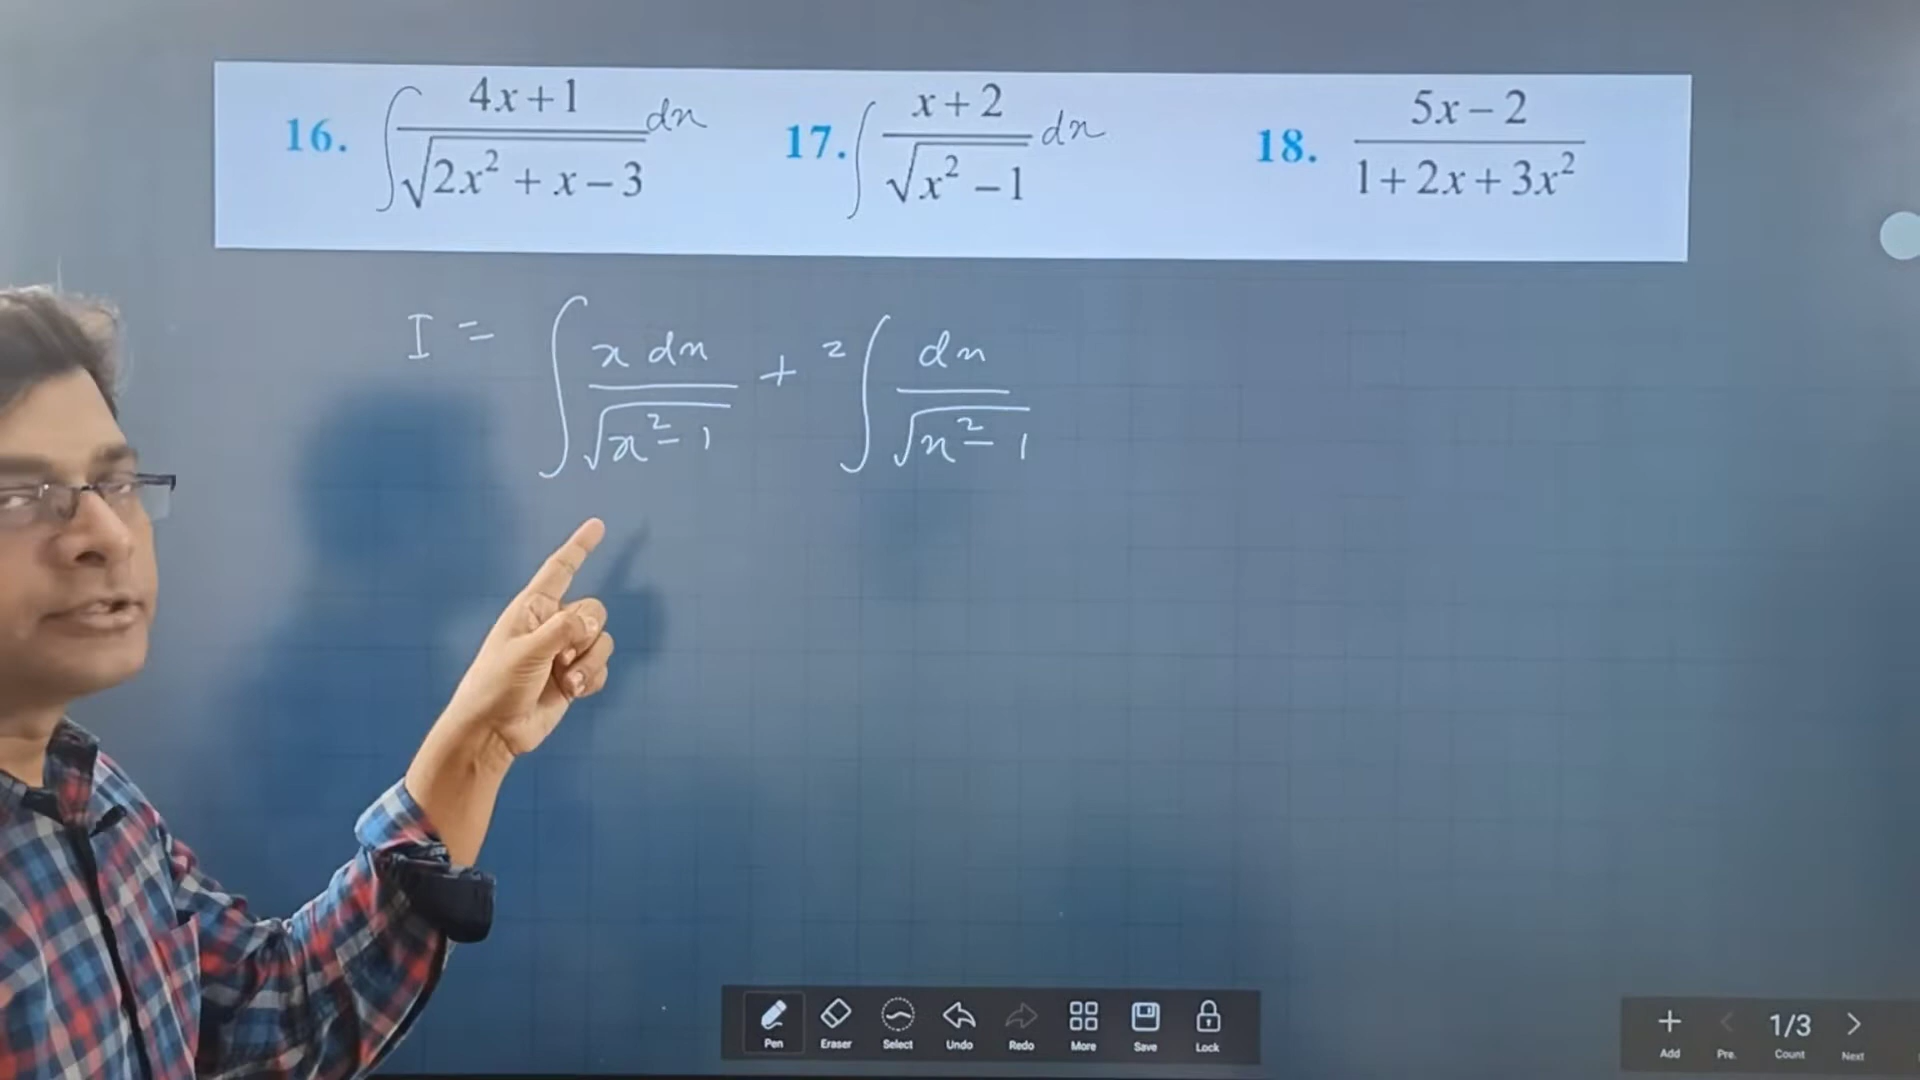 16. ∫ (4x+1)/√(2x² + x – 3) dx 17. ∫ (x+2)/√(x² – 1) dx 18. (5x – 2)/(1 + 2x + 3x²)
I = ∫ x dx/√(x² – 1) + 2 ∫ dx/√(x² – 1)
Pen Eraser Select Undo Redo More Save Lock
1/3
Add Pre. Count Next